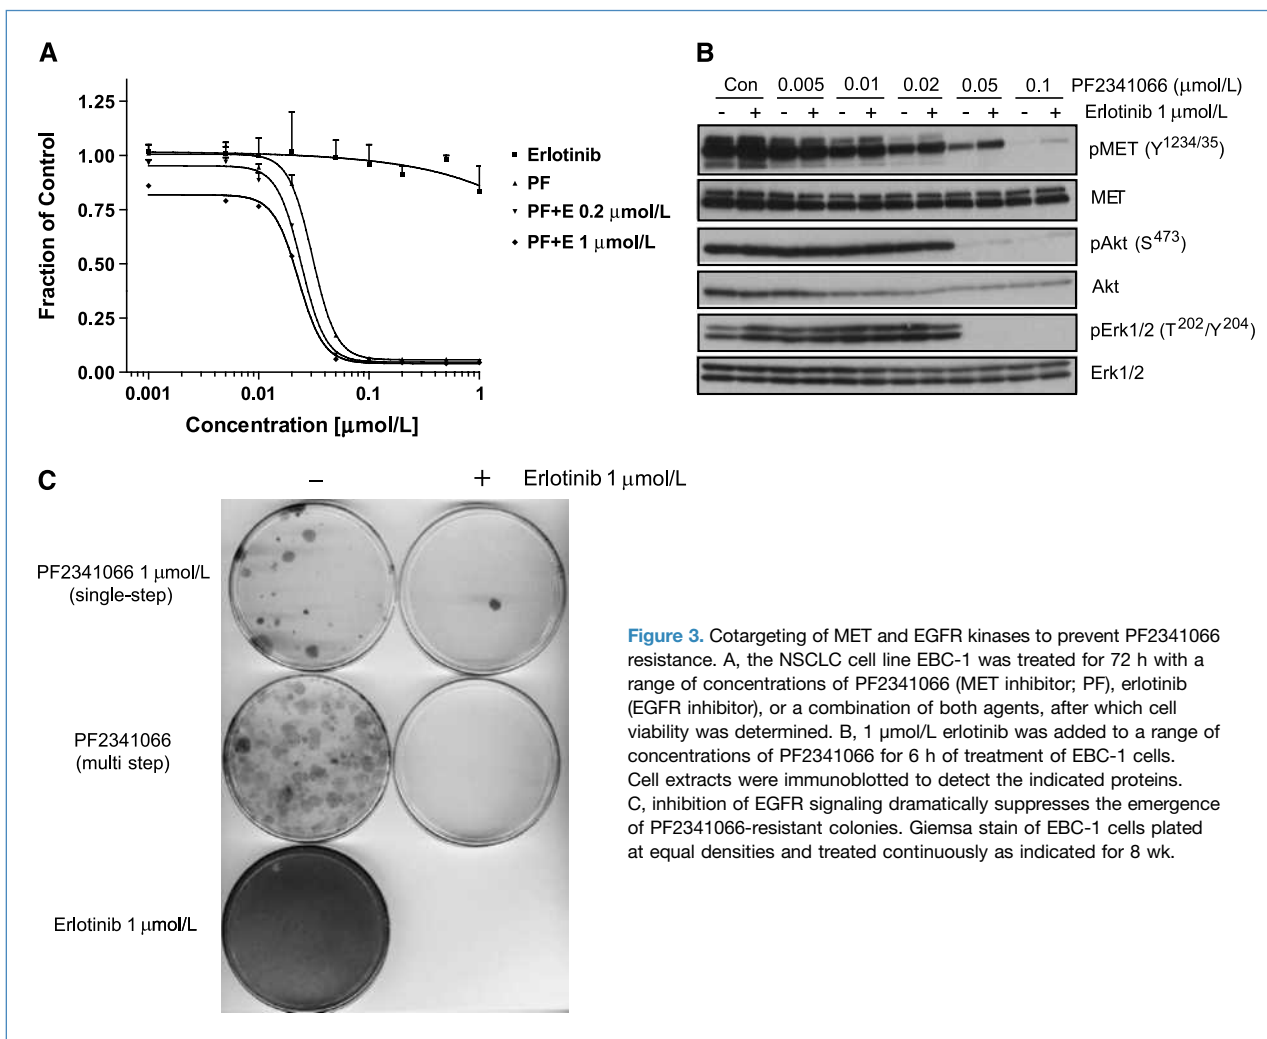 A
1.25
1.00
0.75
0.50
0.25
0.00
Fraction of Control
0.001 0.01 0.1 1
Concentration [μmol/L]
Erlotinib
PF
PF+E 0.2 μmol/L
PF+E 1 μmol/L
B
Con 0.005 0.01 0.02 0.05 0.1 PF2341066 (μmol/L)
- + - + - + - + - + - + Erlotinib 1 μmol/L
pMET (Y1234/35)
MET
pAkt (S473)
Akt
pErk1/2 (T202/Y204)
Erk1/2
C
– + Erlotinib 1 μmol/L
PF2341066 1 μmol/L
(single-step)
PF2341066
(multi step)
Erlotinib 1 μmol/L
Figure 3. Cotargeting of MET and EGFR kinases to prevent PF2341066
resistance. A, the NSCLC cell line EBC-1 was treated for 72 h with a
range of concentrations of PF2341066 (MET inhibitor; PF), erlotinib
(EGFR inhibitor), or a combination of both agents, after which cell
viability was determined. B, 1 μmol/L erlotinib was added to a range of
concentrations of PF2341066 for 6 h of treatment of EBC-1 cells.
Cell extracts were immunoblotted to detect the indicated proteins.
C, inhibition of EGFR signaling dramatically suppresses the emergence
of PF2341066-resistant colonies. Giemsa stain of EBC-1 cells plated
at equal densities and treated continuously as indicated for 8 wk.